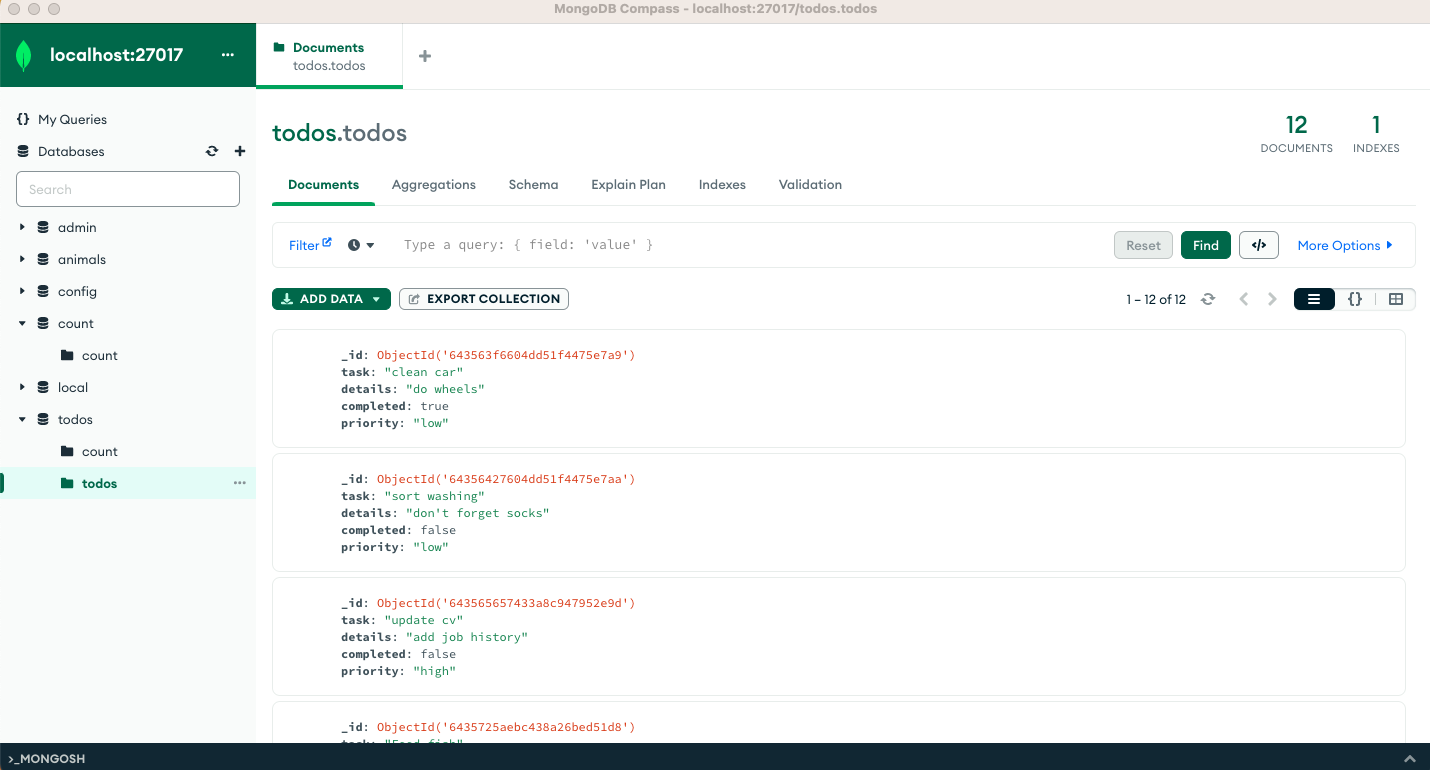 MongoDB Compass - localhost:27017/todos.todos
localhost:27017
Documents
todos.todos
{} My Queries
Databases
Search
admin
animals
config
count
count
local
todos
count
todos
todos.todos
12
DOCUMENTS
1
INDEXES
Documents Aggregations Schema Explain Plan Indexes Validation
Filter Type a query: { field: 'value' } Reset Find </> More Options
ADD DATA EXPORT COLLECTION 1 – 12 of 12 {}
_id: ObjectId('643563f6604dd51f4475e7a9')
task: "clean car"
details: "do wheels"
completed: true
priority: "low"
_id: ObjectId('64356427604dd51f4475e7aa')
task: "sort washing"
details: "don't forget socks"
completed: false
priority: "low"
_id: ObjectId('643565657433a8c947952e9d')
task: "update cv"
details: "add job history"
completed: false
priority: "high"
_id: ObjectId('6435725aebc438a26bed51d8')
task: "Feed fish"
>_MONGOSH